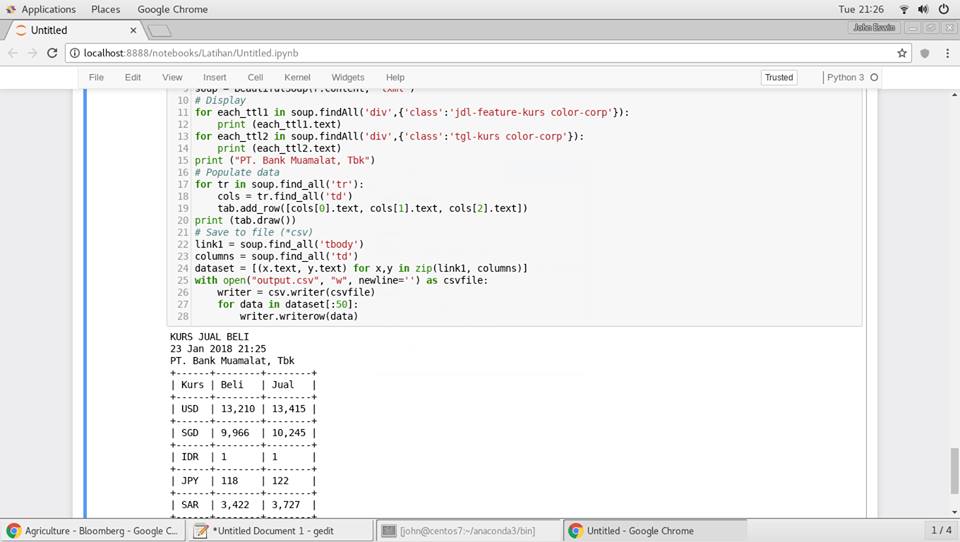 Applications Places Google Chrome Tue 21:26
Untitled John Eswin
localhost:8888/notebooks/Latihan/Untitled.ipynb
File Edit View Insert Cell Kernel Widgets Help Trusted Python 3
10 # Display
11 for each_ttl1 in soup.findAll('div',{'class':'jdl-feature-kurs color-corp'}):
12 print (each_ttl1.text)
13 for each_ttl2 in soup.findAll('div',{'class':'tgl-kurs color-corp'}):
14 print (each_ttl2.text)
15 print ("PT. Bank Muamalat, Tbk")
16 # Populate data
17 for tr in soup.find_all('tr'):
18 cols = tr.find_all('td')
19 tab.add_row([cols[0].text, cols[1].text, cols[2].text])
20 print (tab.draw())
21 # Save to file (*csv)
22 link1 = soup.find_all('tbody')
23 columns = soup.find_all('td')
24 dataset = [(x.text, y.text) for x,y in zip(link1, columns)]
25 with open("output.csv", "w", newline='') as csvfile:
26 writer = csv.writer(csvfile)
27 for data in dataset[:50]:
28 writer.writerow(data)
KURS JUAL BELI
23 Jan 2018 21:25
PT. Bank Muamalat, Tbk
+------+--------+--------+
| Kurs | Beli | Jual |
+------+--------+--------+
| USD | 13,210 | 13,415 |
+------+--------+--------+
| SGD | 9,966 | 10,245 |
+------+--------+--------+
| IDR | 1 | 1 |
+------+--------+--------+
| JPY | 118 | 122 |
+------+--------+--------+
| SAR | 3,422 | 3,727 |
Agriculture - Bloomberg - Google C... *Untitled Document 1 - gedit [john@centos7:~/anaconda3/bin] Untitled - Google Chrome 1 / 4